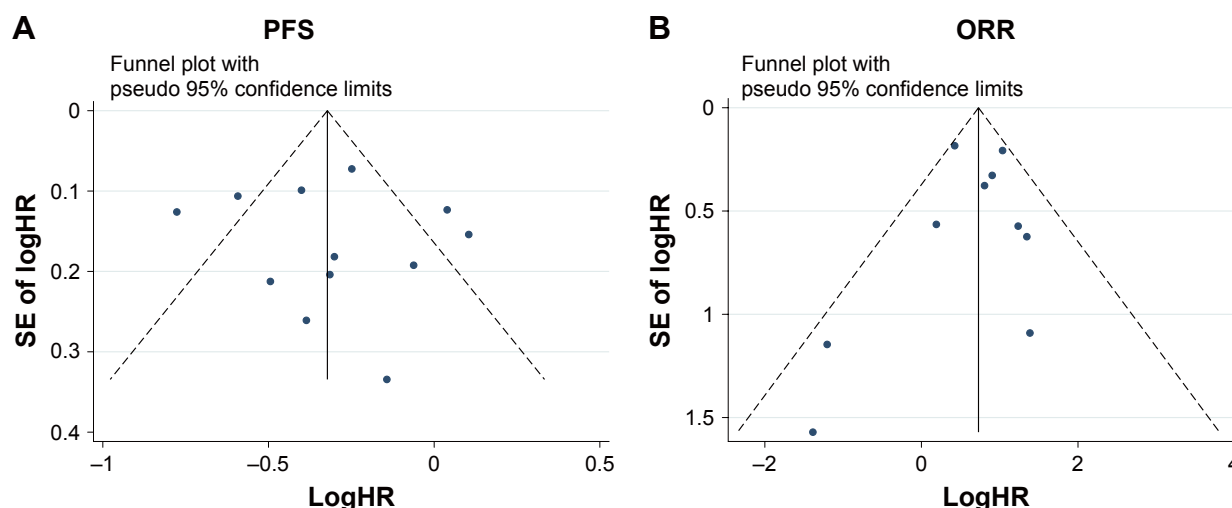 A
PFS
Funnel plot with
pseudo 95% confidence limits
0
0.1
0.2
0.3
0.4
SE of logHR
–1
–0.5
0
0.5
LogHR
B
ORR
Funnel plot with
pseudo 95% confidence limits
0
0.5
1
1.5
SE of logHR
–2
0
2
4
LogHR